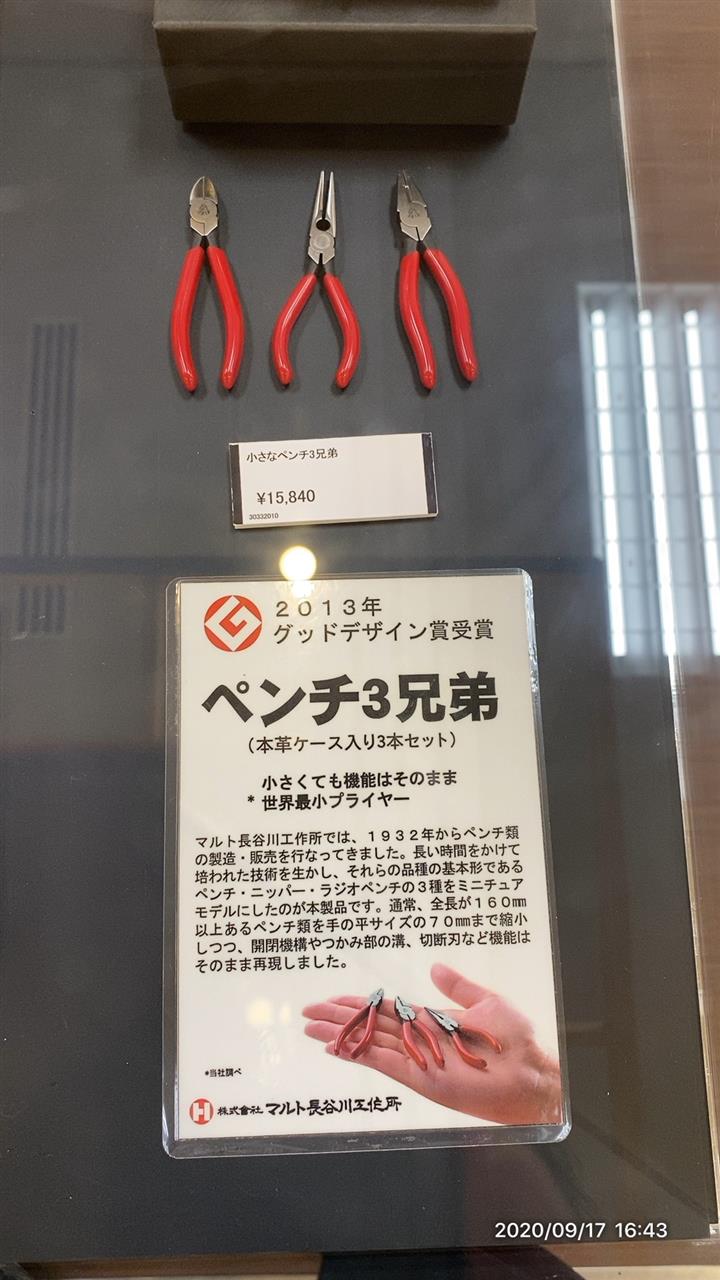 小さなペンチ3兄弟
¥15,840
30332010
2013年
グッドデザイン賞受賞
ペンチ3兄弟
(本革ケース入り3本セット)
小さくても機能はそのまま
*世界最小プライヤー
マルト長谷川工作所では、1932年からペンチ類
の製造・販売を行なってきました。長い時間をかけて
培われた技術を生かし、それらの品種の基本形である
ペンチ・ニッパー・ラジオペンチの3種をミニチュア
モデルにしたのが本製品です。通常、全長が160㎜
以上あるペンチ類を手の平サイズの70㎜まで縮小
しつつ、開閉機構やつかみ部の溝、切断刃など機能は
そのまま再現しました。
*当社調べ
株式會社 マルト長谷川工作所
2020/09/17 16:43